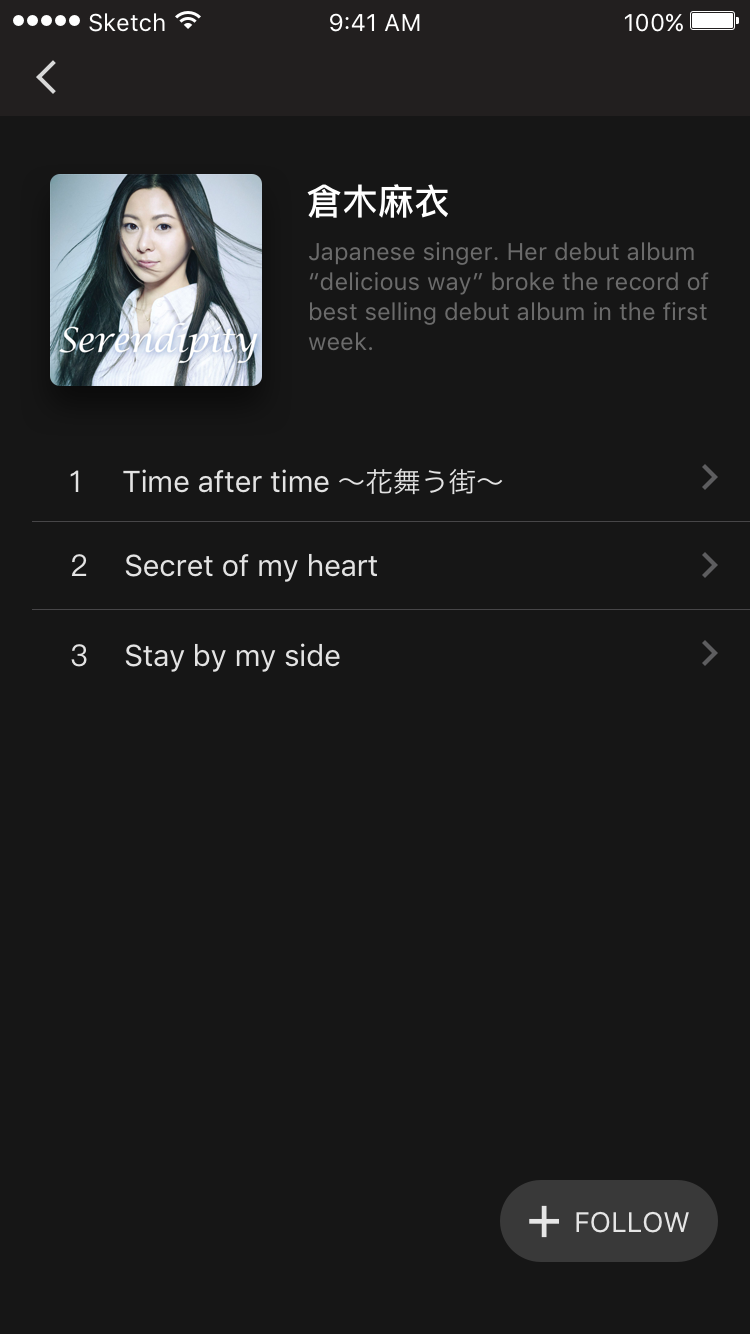 Sketch 9:41 AM 100%
倉木麻衣
Japanese singer. Her debut album
“delicious way” broke the record of
best selling debut album in the first
week.
Serendipity
1 Time after time 〜花舞う街〜
2 Secret of my heart
3 Stay by my side
FOLLOW